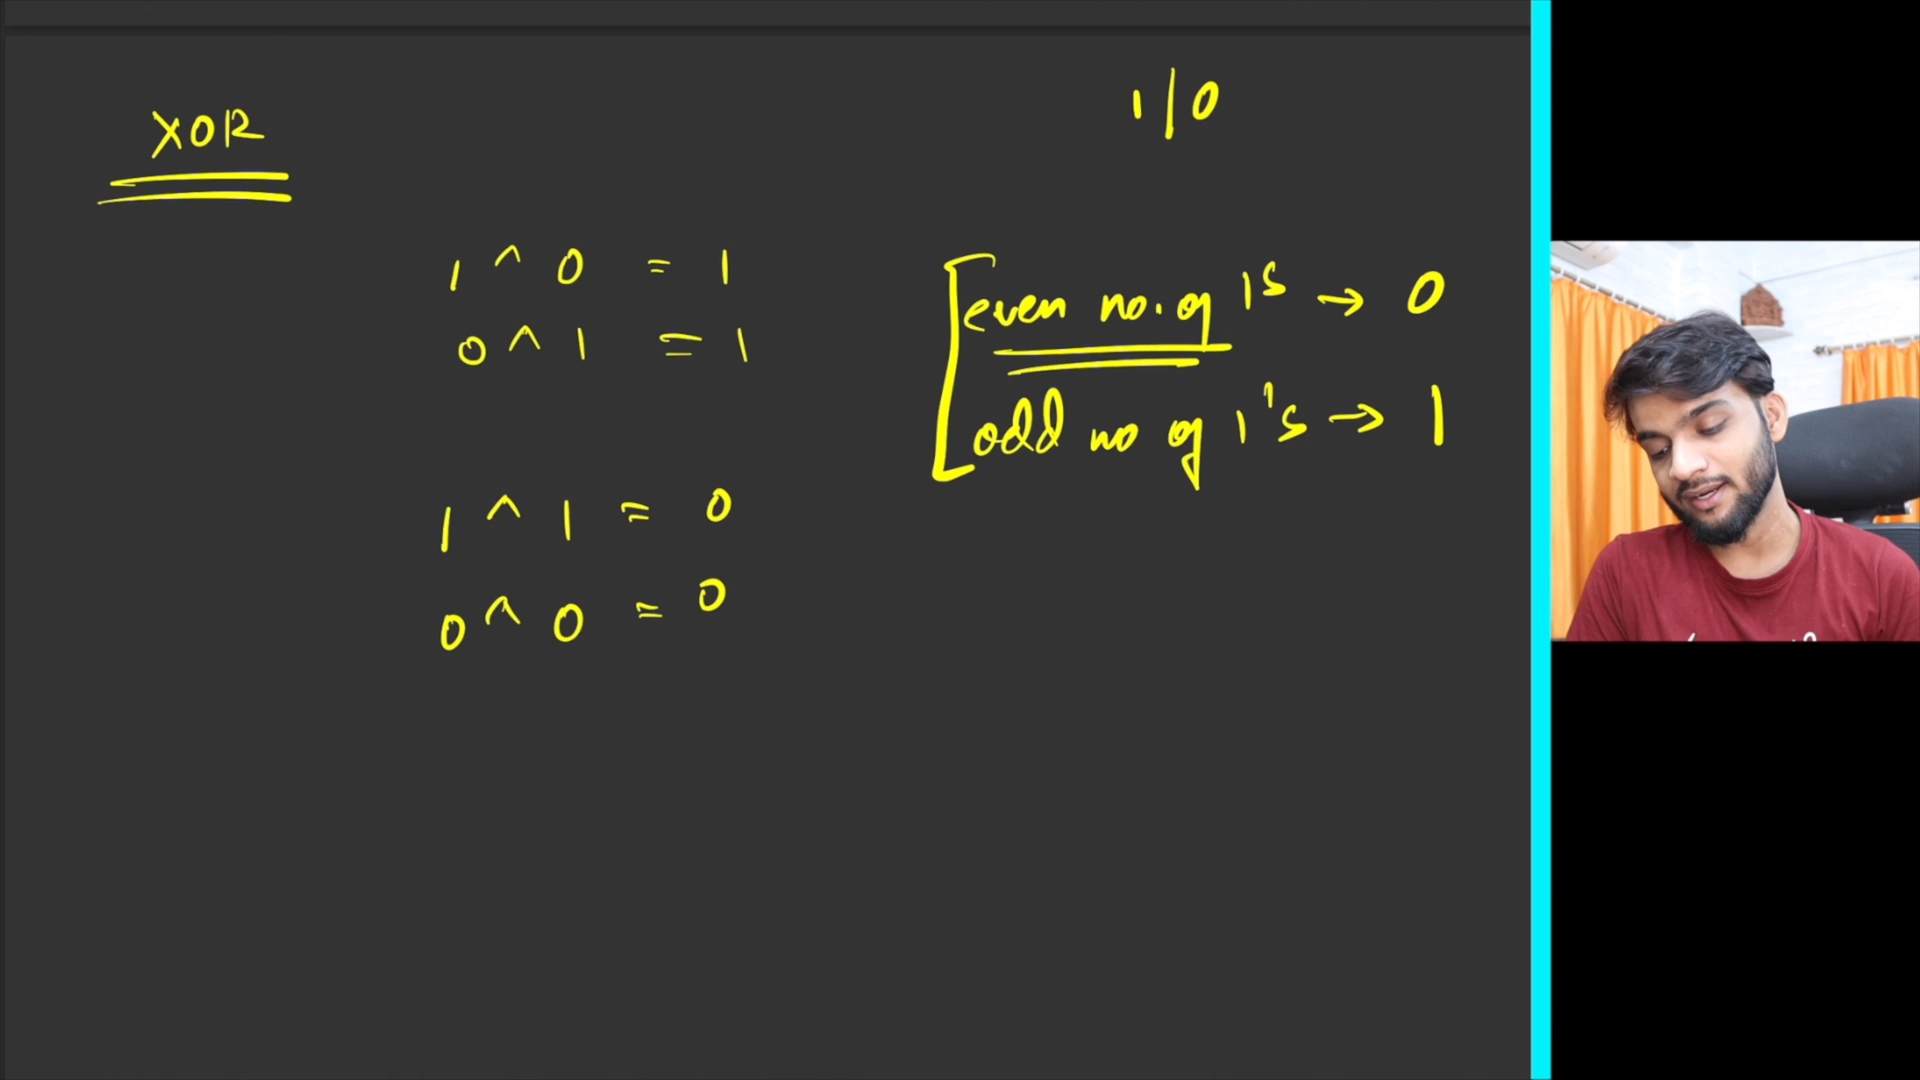 XOR
1/0
1 ^ 0 = 1
0 ^ 1 = 1
even no. of 1s → 0
odd no of 1's → 1
1 ^ 1 = 0
0 ^ 0 = 0